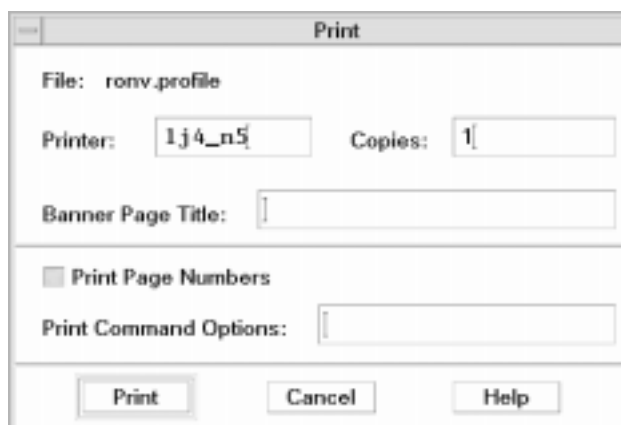 Print
File: ronv.profile
Printer: lj4_n5 Copies: 1
Banner Page Title:
Print Page Numbers
Print Command Options:
Print Cancel Help